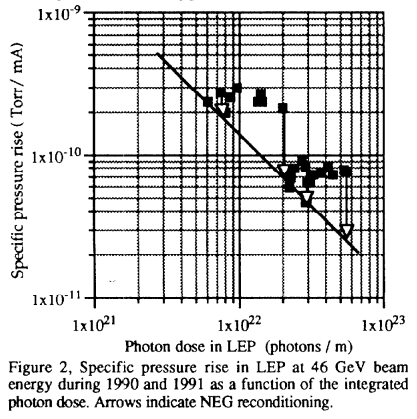 1x10⁻⁹
1x10⁻¹⁰
1x10⁻¹¹
Specific pressure rise ( Torr/ mA)
1x10²¹ 1x10²² 1x10²³
Photon dose in LEP (photons / m)
Figure 2, Specific pressure rise in LEP at 46 GeV beam
energy during 1990 and 1991 as a function of the integrated
photon dose. Arrows indicate NEG reconditioning.